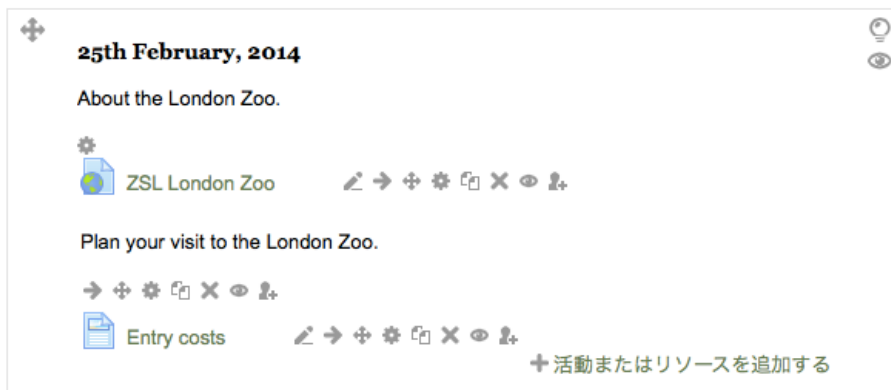 25th February, 2014
About the London Zoo.
ZSL London Zoo
Plan your visit to the London Zoo.
Entry costs
活動またはリソースを追加する